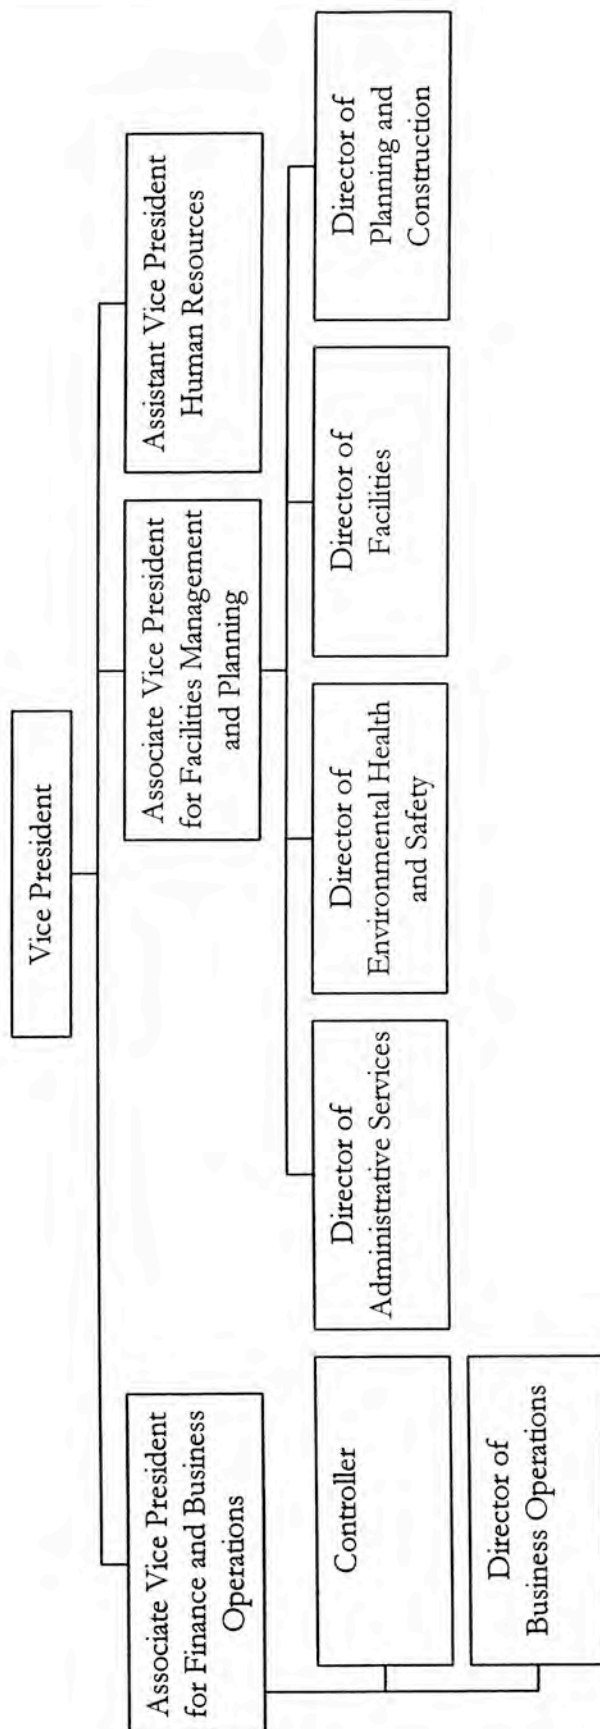 Vice President
Associate Vice President
for Finance and Business
Operations
Associate Vice President
for Facilities Management
and Planning
Assistant Vice President
Human Resources
Controller
Director of
Business Operations
Director of
Administrative Services
Director of
Environmental Health
and Safety
Director of
Facilities
Director of
Planning and
Construction